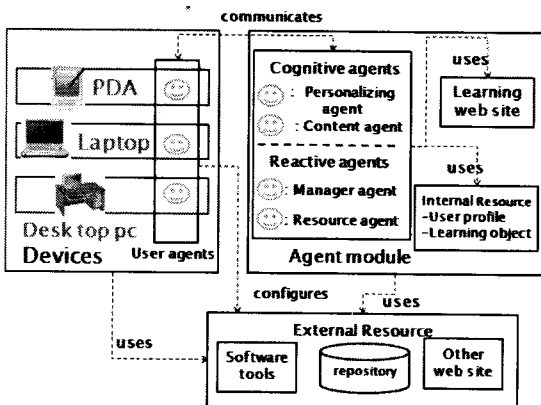 communicates
PDA
Laptop
Desk top pc
Devices
User agents
Cognitive agents
: Personalizing
agent
: Content agent
Reactive agents
: Manager agent
: Resource agent
Agent module
uses
Learning
web site
uses
Internal Resource
-User profile
-Learning object
configures
uses
uses
External Resource
Software
tools
repository
Other
web site